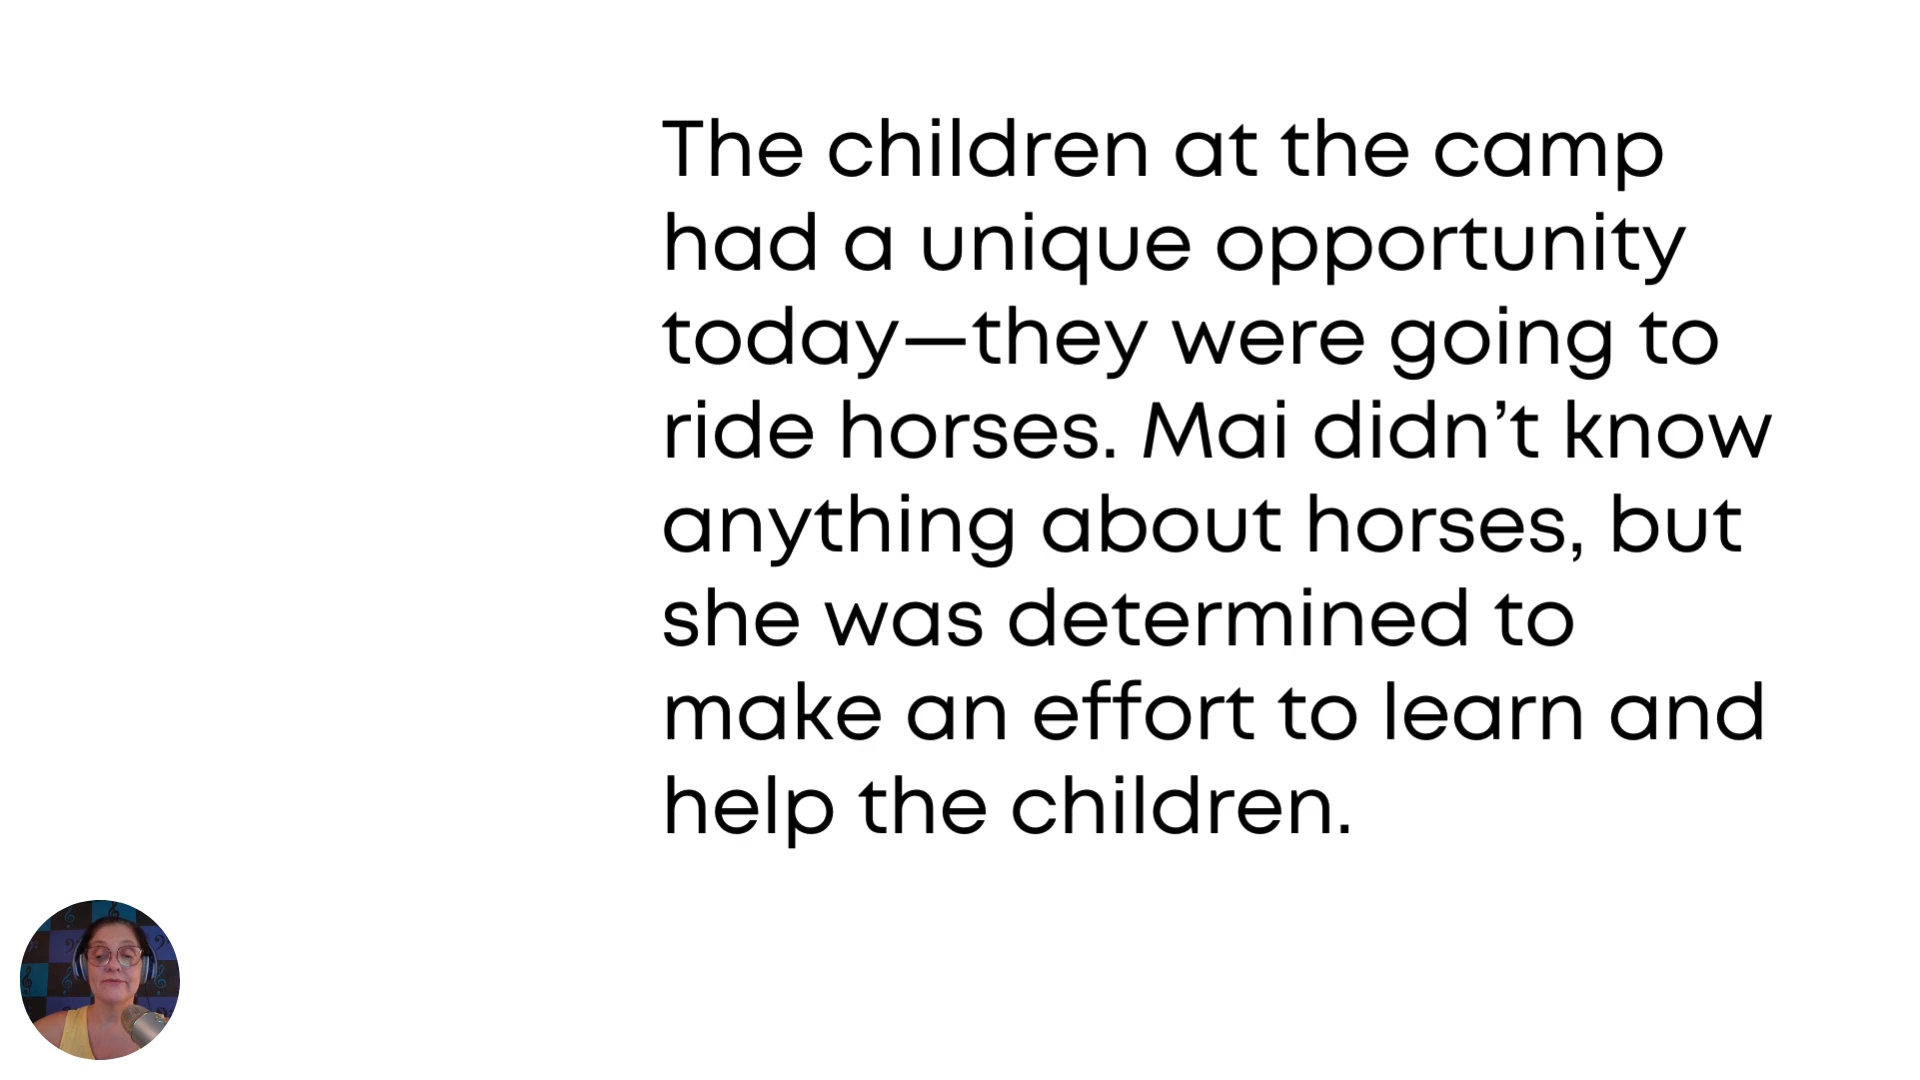 The children at the camp
had a unique opportunity
today—they were going to
ride horses. Mai didn’t know
anything about horses, but
she was determined to
make an effort to learn and
help the children.